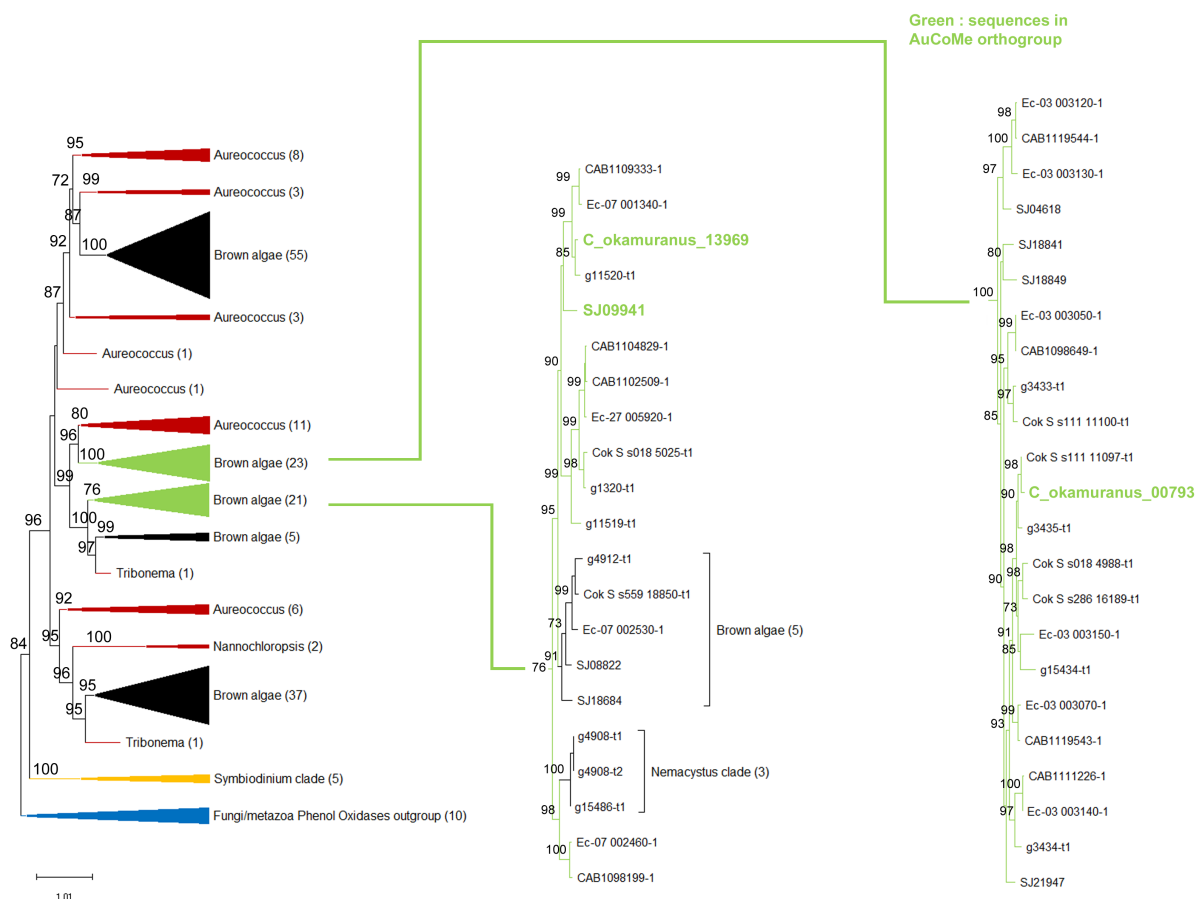 Green : sequences in
AuCoMe orthogroup
95
Aureococcus (8)
72
99
Aureococcus (3)
87
100
Brown algae (55)
92
Aureococcus (3)
87
Aureococcus (1)
Aureococcus (1)
80
Aureococcus (11)
96
100
Brown algae (23)
99
76
Brown algae (21)
100
99
Brown algae (5)
97
Tribonema (1)
96
92
Aureococcus (6)
95
100
Nannochloropsis (2)
96
95
Brown algae (37)
95
Tribonema (1)
84
100
Symbiodinium clade (5)
Fungi/metazoa Phenol Oxidases outgroup (10)
1.01
CAB1109333-1
99
Ec-07 001340-1
99
C_okamuranus_13969
85
g11520-t1
SJ09941
CAB1104829-1
90
99
CAB1102509-1
Ec-27 005920-1
99
Cok S s018 5025-t1
98
99
g1320-t1
95
g11519-t1
g4912-t1
99
Cok S s559 18850-t1
73
Ec-07 002530-1
Brown algae (5)
91
76
SJ08822
SJ18684
g4908-t1
100
g4908-t2
Nemacystus clade (3)
98
g15486-t1
Ec-07 002460-1
100
CAB1098199-1
Ec-03 003120-1
98
100
CAB1119544-1
97
Ec-03 003130-1
SJ04618
SJ18841
80
SJ18849
100
Ec-03 003050-1
99
CAB1098649-1
95
g3433-t1
97
85
Cok S s111 11100-t1
Cok S s111 11097-t1
98
90
C_okamuranus_00793
g3435-t1
98
Cok S s018 4988-t1
98
90
Cok S s286 16189-t1
73
91
Ec-03 003150-1
85
g15434-t1
Ec-03 003070-1
99
93
CAB1119543-1
CAB1111226-1
100
Ec-03 003140-1
97
g3434-t1
SJ21947